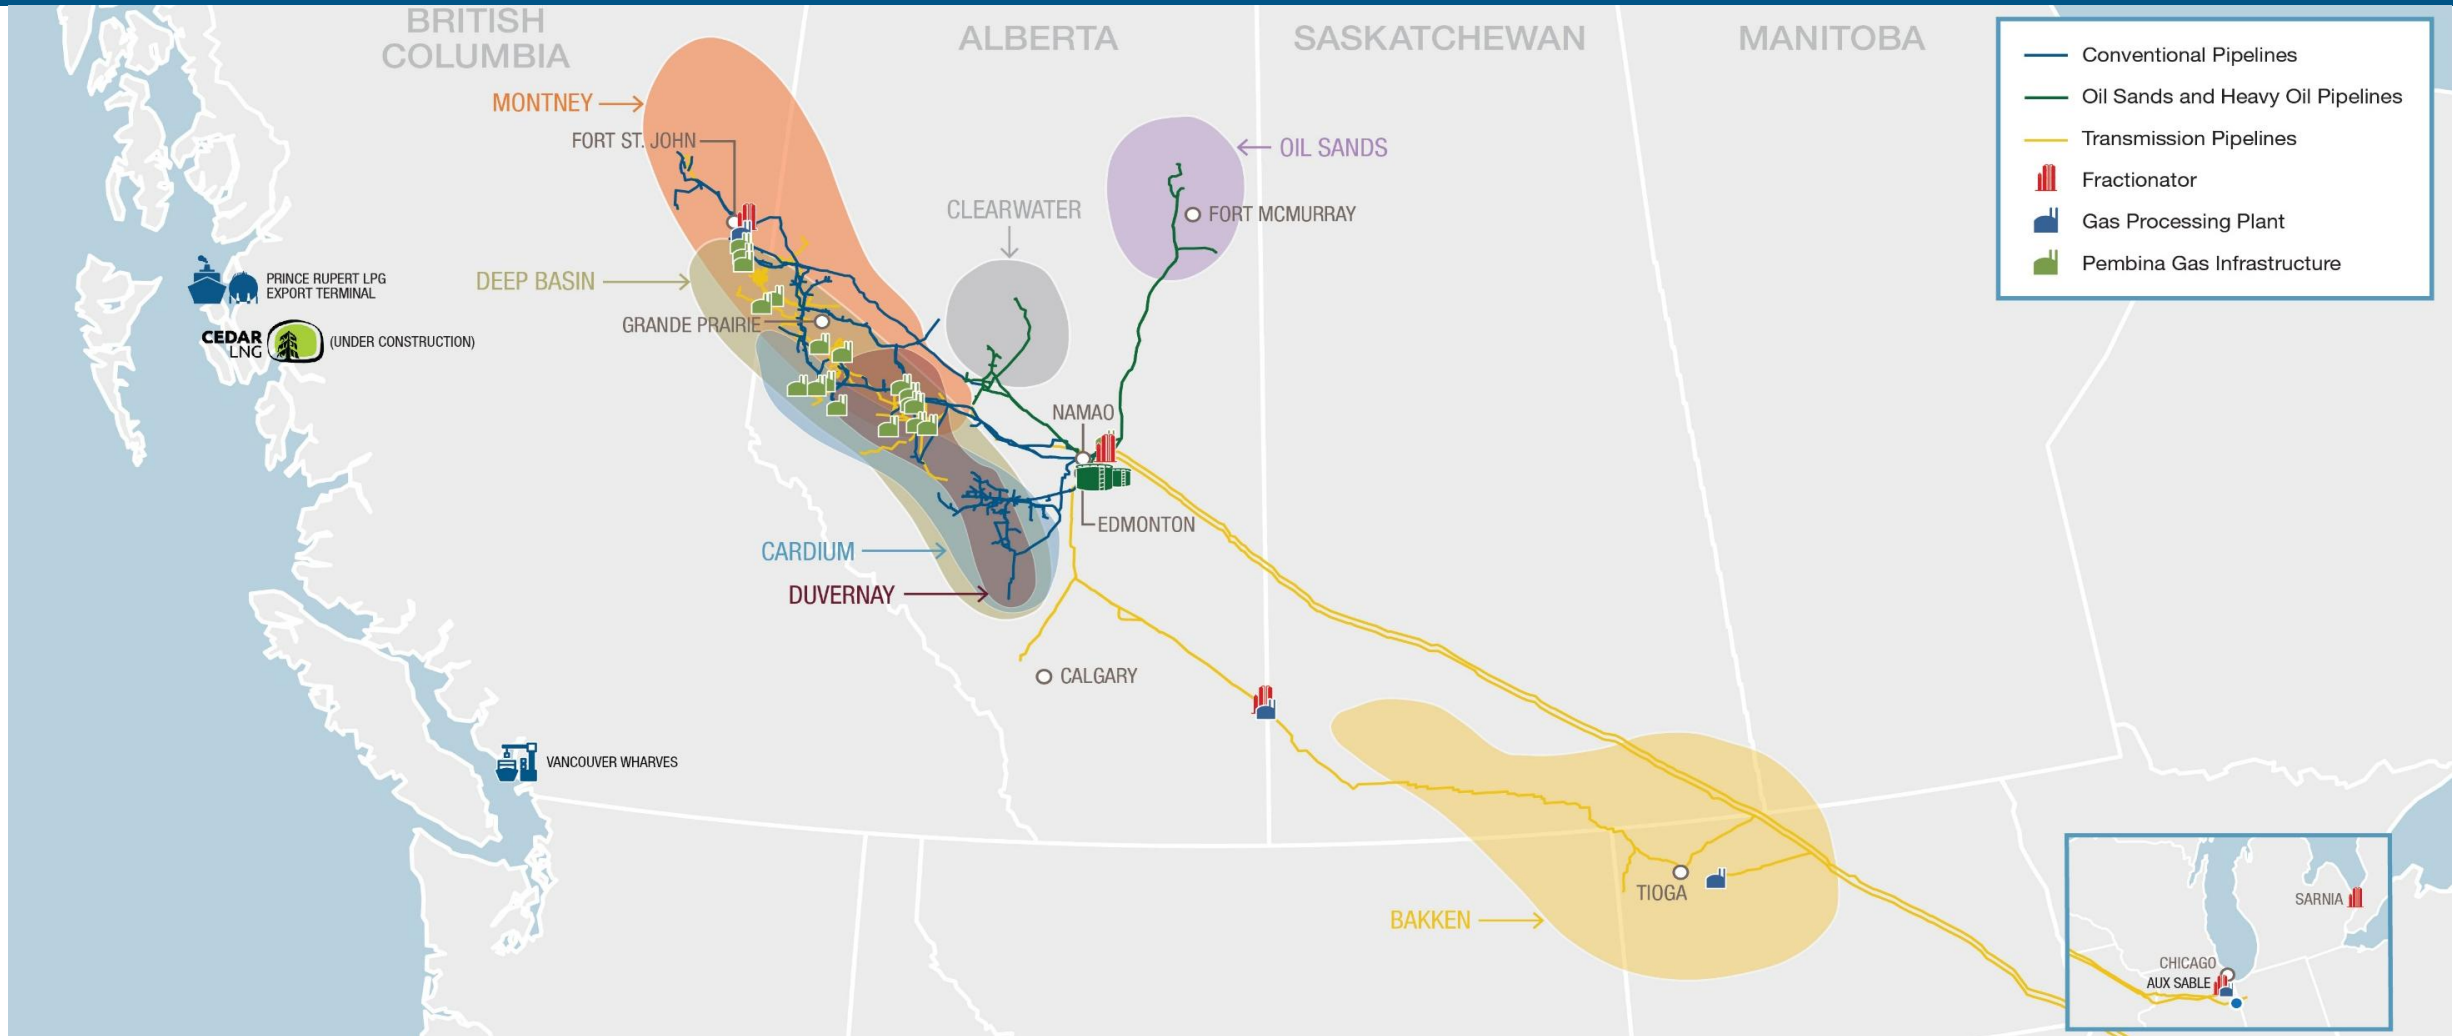 BRITISH
COLUMBIA
ALBERTA
SASKATCHEWAN
MANITOBA
Conventional Pipelines
Oil Sands and Heavy Oil Pipelines
Transmission Pipelines
Fractionator
Gas Processing Plant
Pembina Gas Infrastructure
MONTNEY
FORT ST. JOHN
OIL SANDS
CLEARWATER
FORT MCMURRAY
DEEP BASIN
PRINCE RUPERT LPG
EXPORT TERMINAL
GRANDE PRAIRIE
CEDAR
LNG
(UNDER CONSTRUCTION)
NAMAO
EDMONTON
CARDIUM
DUVERNAY
CALGARY
VANCOUVER WHARVES
TIOGA
BAKKEN
SARNIA
CHICAGO
AUX SABLE